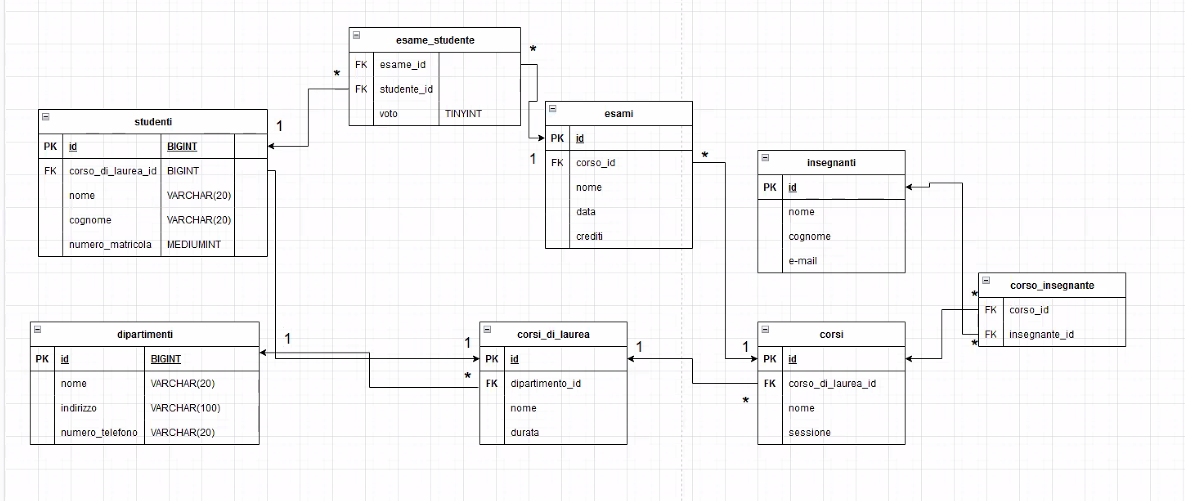 esame_studente
FK esame_id
FK studente_id
voto TINYINT
*
*
studenti
PK id BIGINT
FK corso_di_laurea_id BIGINT
nome VARCHAR(20)
cognome VARCHAR(20)
numero_matricola MEDIUMINT
1
esami
PK id
FK corso_id
nome
data
crediti
1
*
insegnanti
PK id
nome
cognome
e-mail
corso_insegnante
FK corso_id
FK insegnante_id
*
*
dipartimenti
PK id BIGINT
nome VARCHAR(20)
indirizzo VARCHAR(100)
numero_telefono VARCHAR(20)
1
corsi_di_laurea
PK id
FK dipartimento_id
nome
durata
1
*
1
corsi
PK id
FK corso_di_laurea_id
nome
sessione
1
*